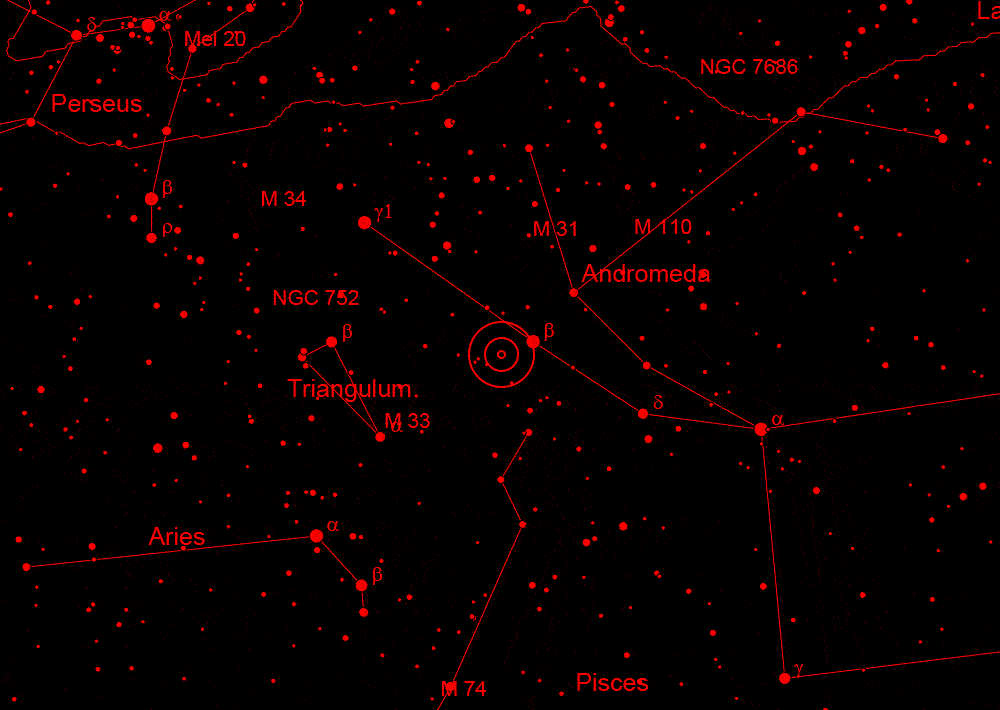 La
δ
α
Mel 20
NGC 7686
Perseus
β
M 34
γ1
ρ
M 31
M 110
Andromeda
NGC 752
β
β
Triangulum
δ
M 33
α
α
α
Aries
β
γ
M 74
Pisces